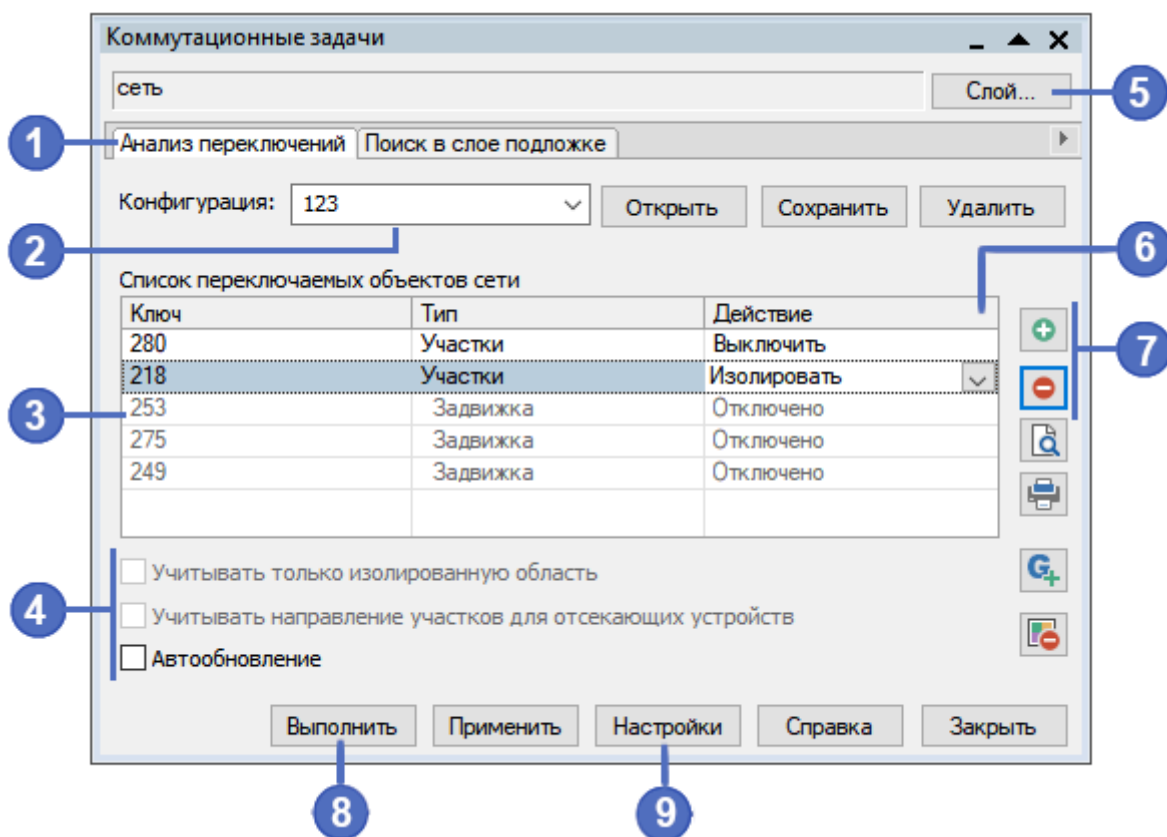 Коммутационные задачи
сеть
Слой...
5
1
Анализ переключений
Поиск в слое подложке
Конфигурация:
123
Открыть
Сохранить
Удалить
2
6
Список переключаемых объектов сети
Ключ Тип Действие
280 Участки Выключить
7
218 Участки Изолировать
3
253 Задвижка Отключено
275 Задвижка Отключено
249 Задвижка Отключено
4
Учитывать только изолированную область
Учитывать направление участков для отсекающих устройств
Автообновление
G
Выполнить
Применить
Настройки
Справка
Закрыть
8
9